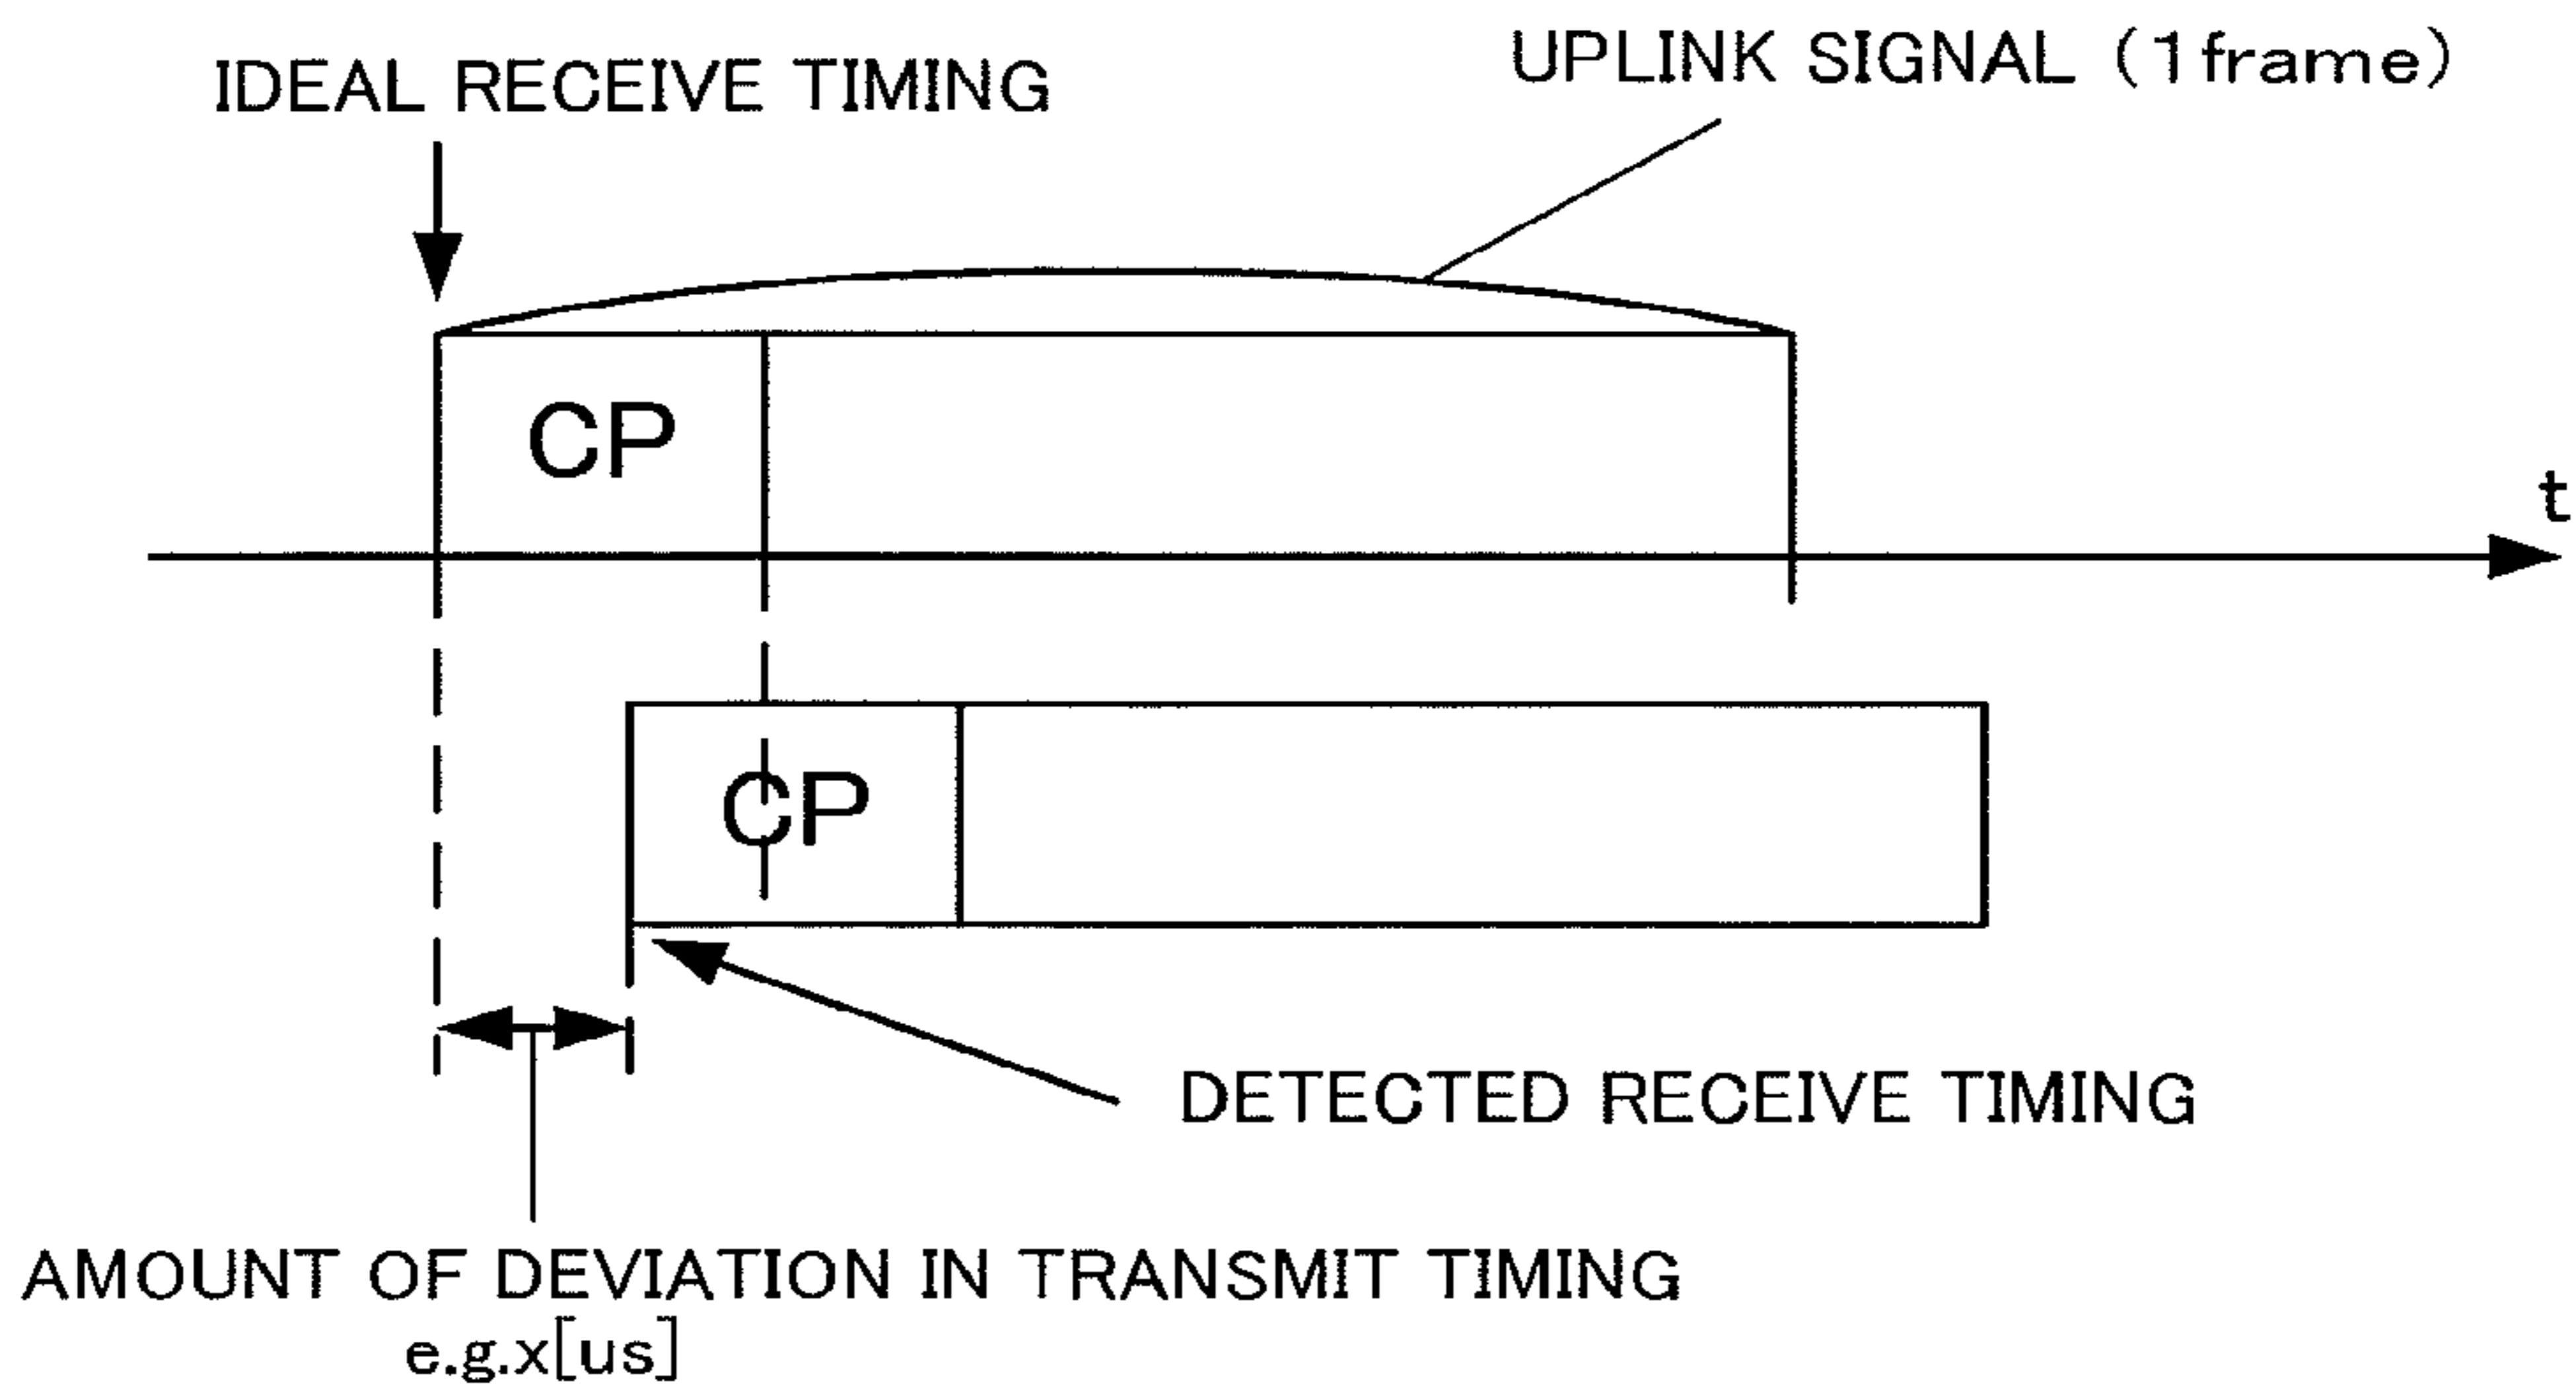 UPLINK SIGNAL (1frame)
IDEAL RECEIVE TIMING
CP
t
CP
DETECTED RECEIVE TIMING
AMOUNT OF DEVIATION IN TRANSMIT TIMING
e.g.x[us]